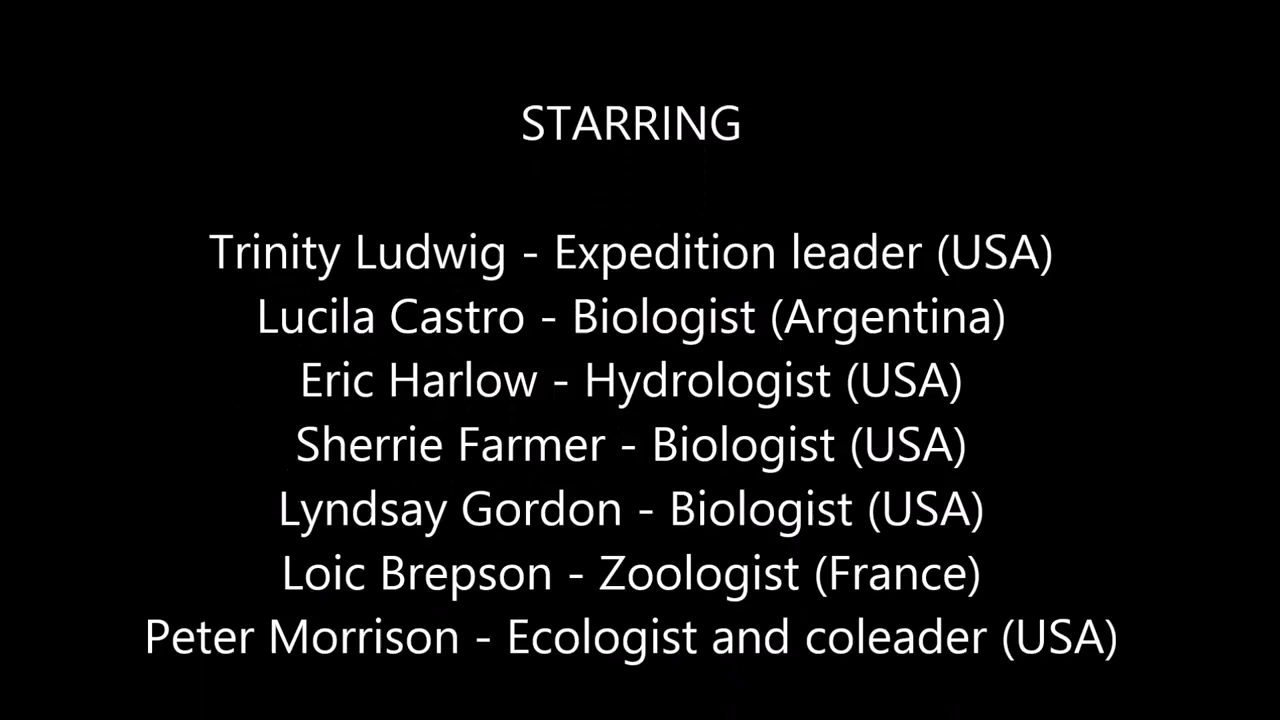 STARRING
Trinity Ludwig - Expedition leader (USA)
Lucila Castro - Biologist (Argentina)
Eric Harlow - Hydrologist (USA)
Sherrie Farmer - Biologist (USA)
Lyndsay Gordon - Biologist (USA)
Loic Brepson - Zoologist (France)
Peter Morrison - Ecologist and coleader (USA)